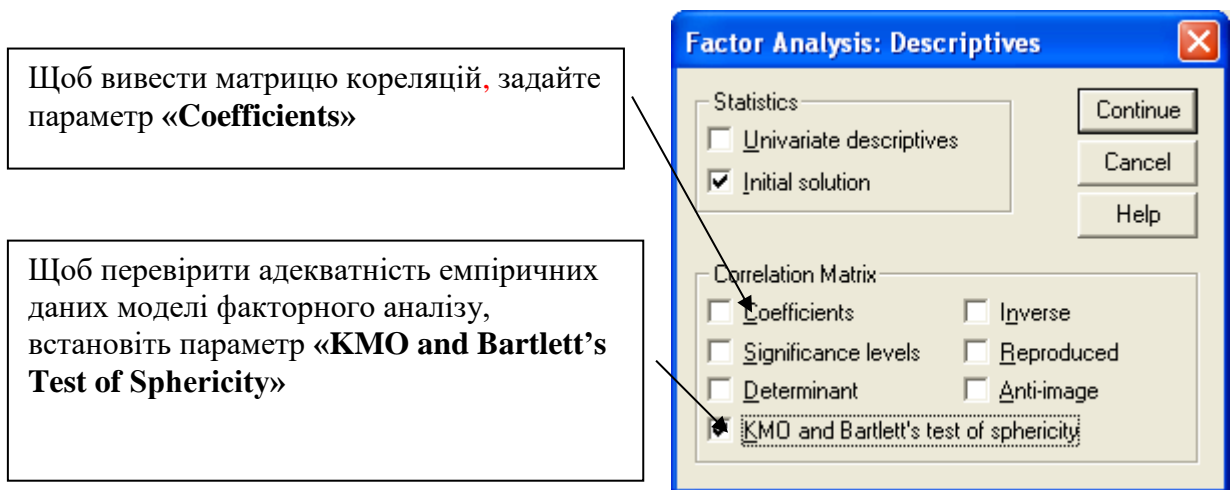 Щоб вивести матрицю кореляцій, задайте
параметр «Coefficients»
Щоб перевірити адекватність емпіричних
даних моделі факторного аналізу,
встановіть параметр «KMO and Bartlett’s
Test of Sphericity»
Factor Analysis: Descriptives
Statistics
Univariate descriptives
Initial solution
Continue
Cancel
Help
Correlation Matrix
Coefficients
Inverse
Significance levels
Reproduced
Determinant
Anti-image
KMO and Bartlett's test of sphericity